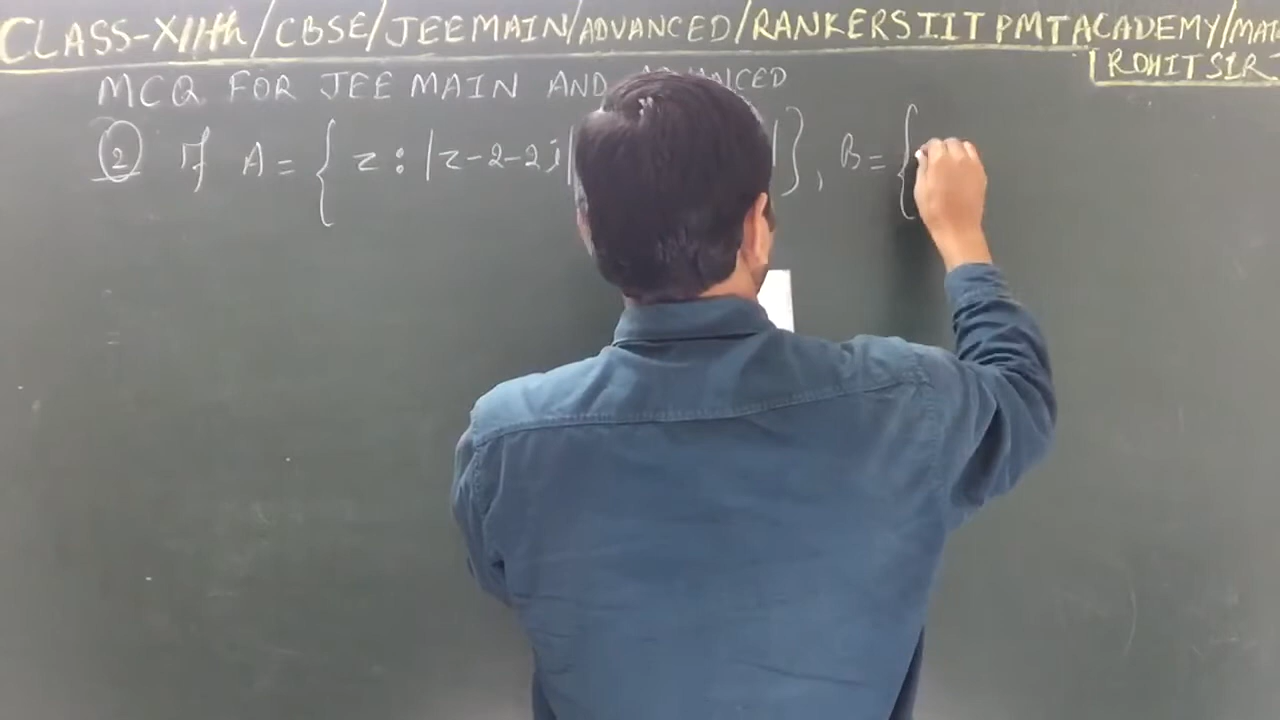 CLASS-XIIth/CBSE/JEE MAIN/ADVANCED/RANKERS IIT PMT ACADEMY/MAT
ROHIT SIR
MCQ FOR JEE MAIN AND ADVANCED
2 If A = { z : |z-2-2i| | }, B = {